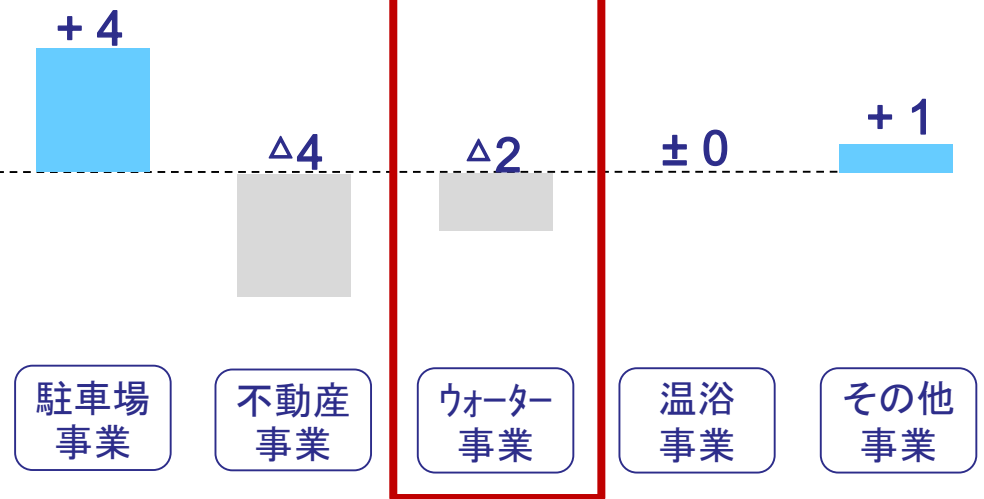 + 4
△4
△2
± 0
+ 1
駐車場
事業
不動産
事業
ウォーター
事業
温浴
事業
その他
事業